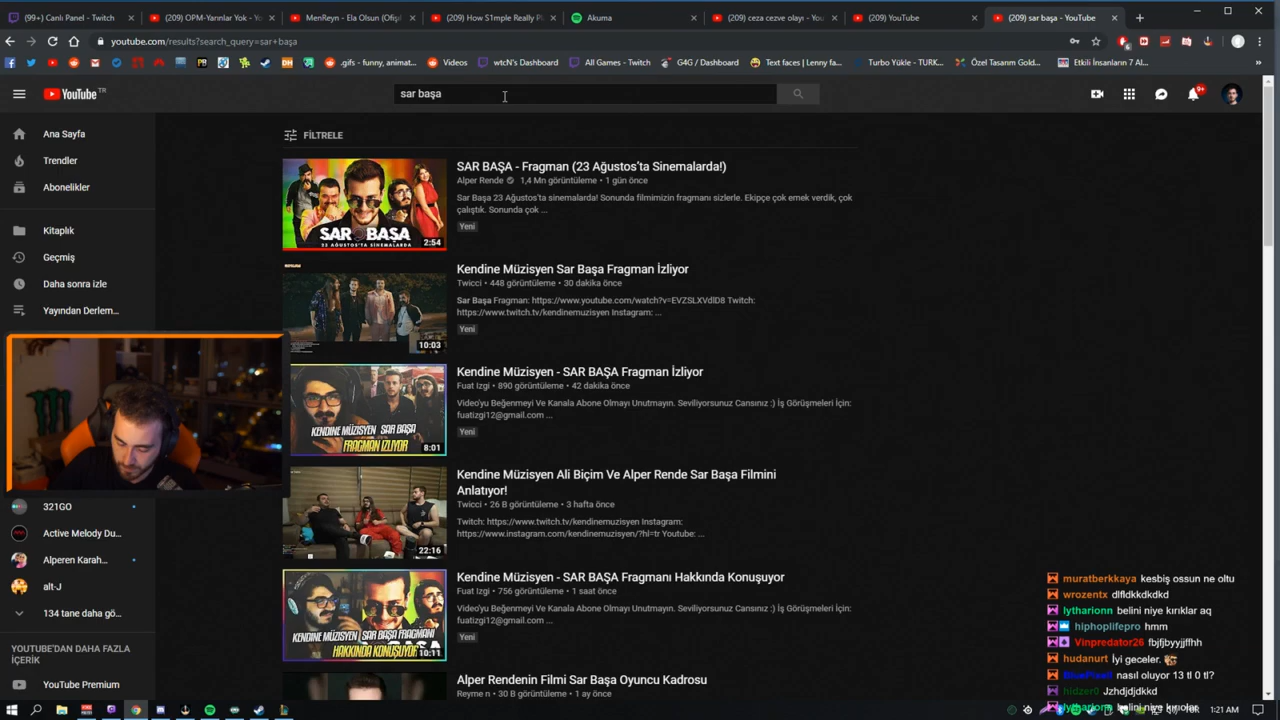 (99+) Canlı Panel - Twitch
(209) OPM-Yarınlar Yok - Yo
MenReyn - Ela Olsun (Ofişi
(209) How S1mple Really Pl
Akuma
(209) ceza cezve olayı - You
(209) YouTube
(209) sar başa - YouTube
youtube.com/results?search_query=sar+başa
.gifs - funny, animat...
Videos
wtcN's Dashboard
All Games - Twitch
G4G / Dashboard
Text faces | Lenny fa...
Turbo Yükle - TURK...
Özel Tasarım Gold...
Etkili İnsanların 7 Al...
YouTube TR
sar başa
9+
Ana Sayfa
Trendler
Abonelikler
Kitaplık
Geçmiş
Daha sonra izle
Yayından Derlem...
321GO
Active Melody Du...
Alperen Karah...
alt-J
134 tane daha gö...
YOUTUBE'DAN DAHA FAZLA
İÇERİK
YouTube Premium
FİLTRELE
SAR BAŞA
23 AĞUSTOS'TA SİNEMALARDA
2:54
SAR BAŞA - Fragman (23 Ağustos'ta Sinemalarda!)
Alper Rende 1,4 Mn görüntüleme • 1 gün önce
Sar Başa 23 Ağustos'ta sinemalarda! Sonunda filmimizin fragmanı sizlerle. Ekipçe çok emek verdik, çok
çalıştık. Sonunda çok ...
Yeni
10:03
Kendine Müzisyen Sar Başa Fragman İzliyor
Twicci • 448 görüntüleme • 30 dakika önce
Sar Başa Fragman: https://www.youtube.com/watch?v=EVZSLXVdlD8 Twitch:
https://www.twitch.tv/kendinemuzisyen Instagram: ...
Yeni
KENDINE MÜZİSYEN SAR BAŞA
FRAGMAN IZLIYOR
8:01
Kendine Müzisyen - SAR BAŞA Fragman İzliyor
Fuat Izgi • 890 görüntüleme • 42 dakika önce
Video'yu Beğenmeyi Ve Kanala Abone Olmayı Unutmayın. Seviliyorsunuz Cansınız :) İş Görüşmeleri İçin:
fuatizgi12@gmail.com ...
Yeni
22:16
Kendine Müzisyen Ali Biçim Ve Alper Rende Sar Başa Filmini
Anlatıyor!
Twicci • 26 B görüntüleme • 3 hafta önce
Twitch: https://www.twitch.tv/kendinemuzisyen Instagram:
https://www.instagram.com/kendinemuzisyen/?hl=tr Youtube: ...
KENDINE MÜZİSYEN SAR BAŞA FRAGMANI
HAKKINDA KONUŞUYOR
10:11
Kendine Müzisyen - SAR BAŞA Fragmanı Hakkında Konuşuyor
Fuat Izgi • 756 görüntüleme • 1 saat önce
Video'yu Beğenmeyi Ve Kanala Abone Olmayı Unutmayın. Seviliyorsunuz Cansınız :) İş Görüşmeleri İçin:
fuatizgi12@gmail.com ...
Yeni
Alper Rendenin Filmi Sar Başa Oyuncu Kadrosu
Reyme n • 30 B görüntüleme • 1 ay önce
muratberkkaya kesbiş ossun ne oltu
wrozentx dlfldkkdkdkd
lytharionn belini niye kırıklar aq
hiphoplifepro hmm
Vinpredator26 fbjfjbyyjjffhh
hudanurt İyi geceler.
nasıl oluyor 13 tl 0 tl?
hidzer0 Jzhdjdjdkkd
lytharionn belini niye
1:21 AM